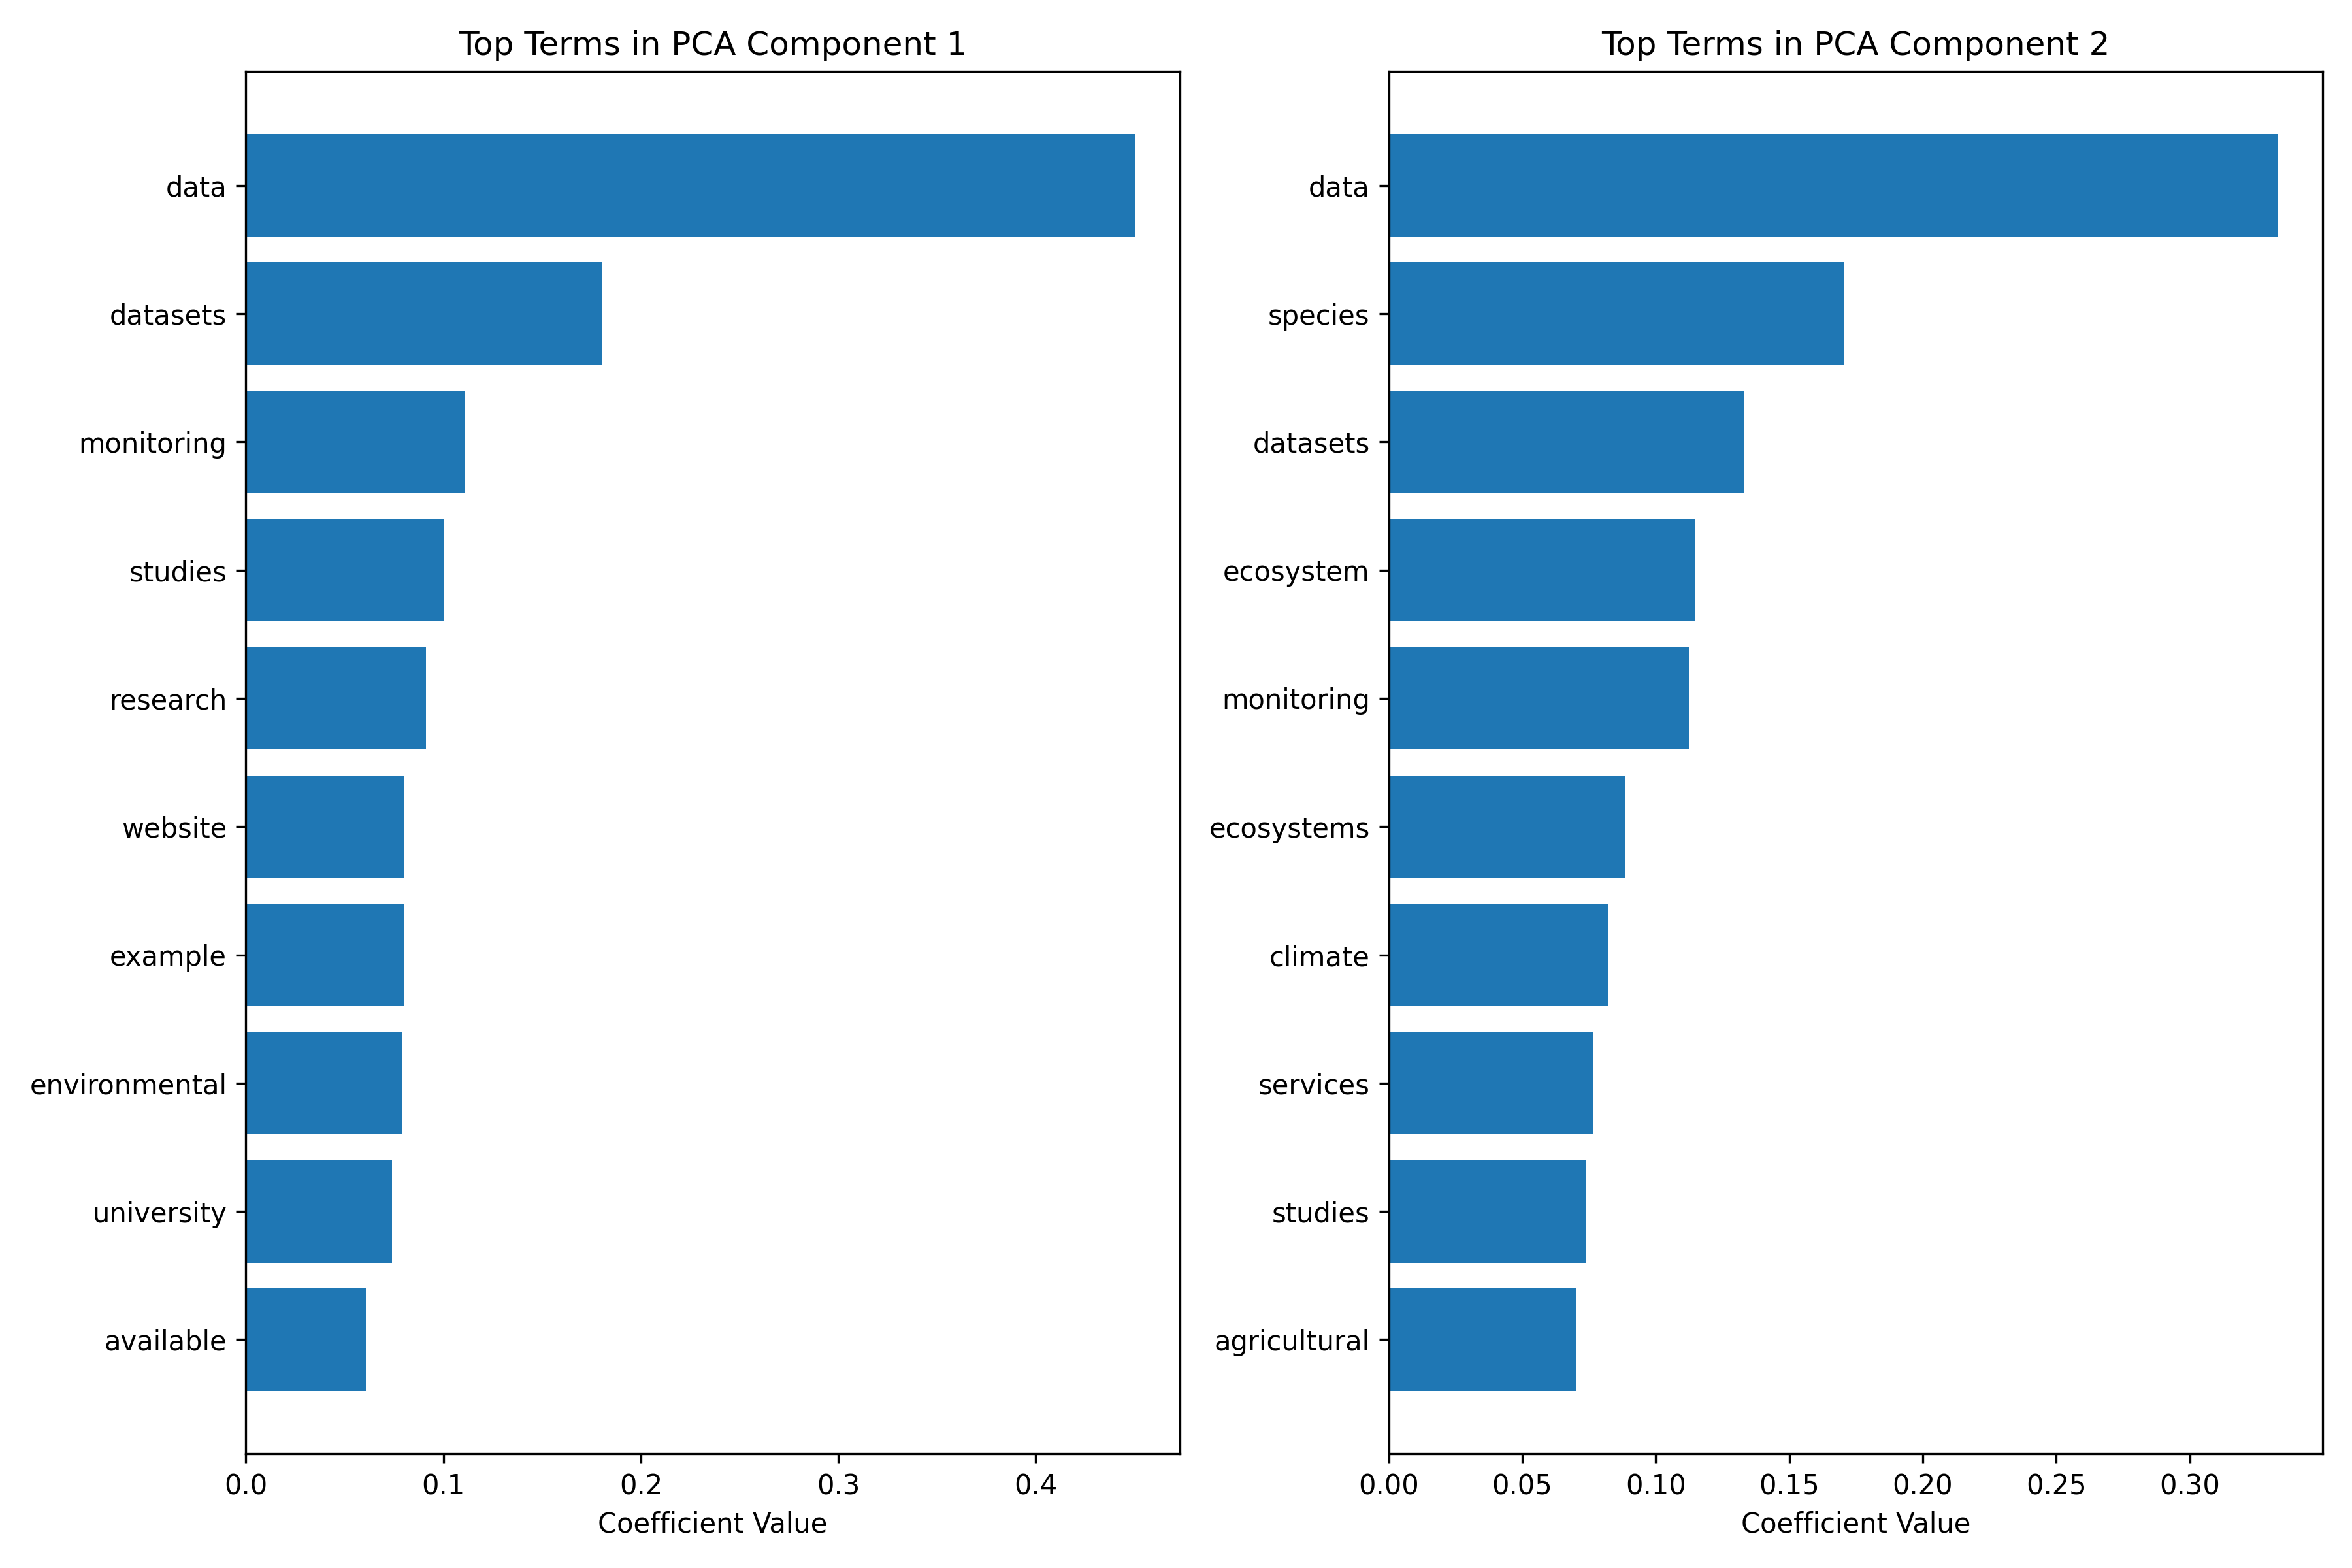 Top Terms in PCA Component 1
data
datasets
monitoring
studies
research
website
example
environmental
university
available
0.0 0.1 0.2 0.3 0.4
Coefficient Value
Top Terms in PCA Component 2
data
species
datasets
ecosystem
monitoring
ecosystems
climate
services
studies
agricultural
0.00 0.05 0.10 0.15 0.20 0.25 0.30
Coefficient Value